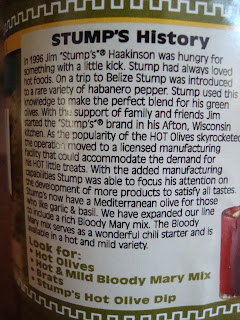 STUMP'S History
In 1996 Jim "Stump's"® Haakinson was hungry for
something with a little kick. Stump had always loved
hot foods. On a trip to Belize Stump was introduced
to a rare variety of habanero pepper. Stump used this
knowledge to make the perfect blend for his green
olives. With the support of family and friends Jim
started the "Stump's"® brand in his Afton, Wisconsin
kitchen. As the popularity of the HOT Olives skyrocketed
the operation moved to a licensed manufacturing
facility that could accommodate the demand for
his HOT little treats. With the added manufacturing
capabilities Stump was able to focus his attention on
the development of more products to satisfy all tastes.
Stump's now have a Mediterranean olive for those
who like garlic & basil. We have expanded our line
to include a rich Bloody Mary mix. The Bloody
Mary mix serves as a wonderful chili starter and is
available in a hot and mild variety.
Look for:
• Hot Olives
• Hot & Mild Bloody Mary Mix
• Brats
• Stump's Hot Olive Dip